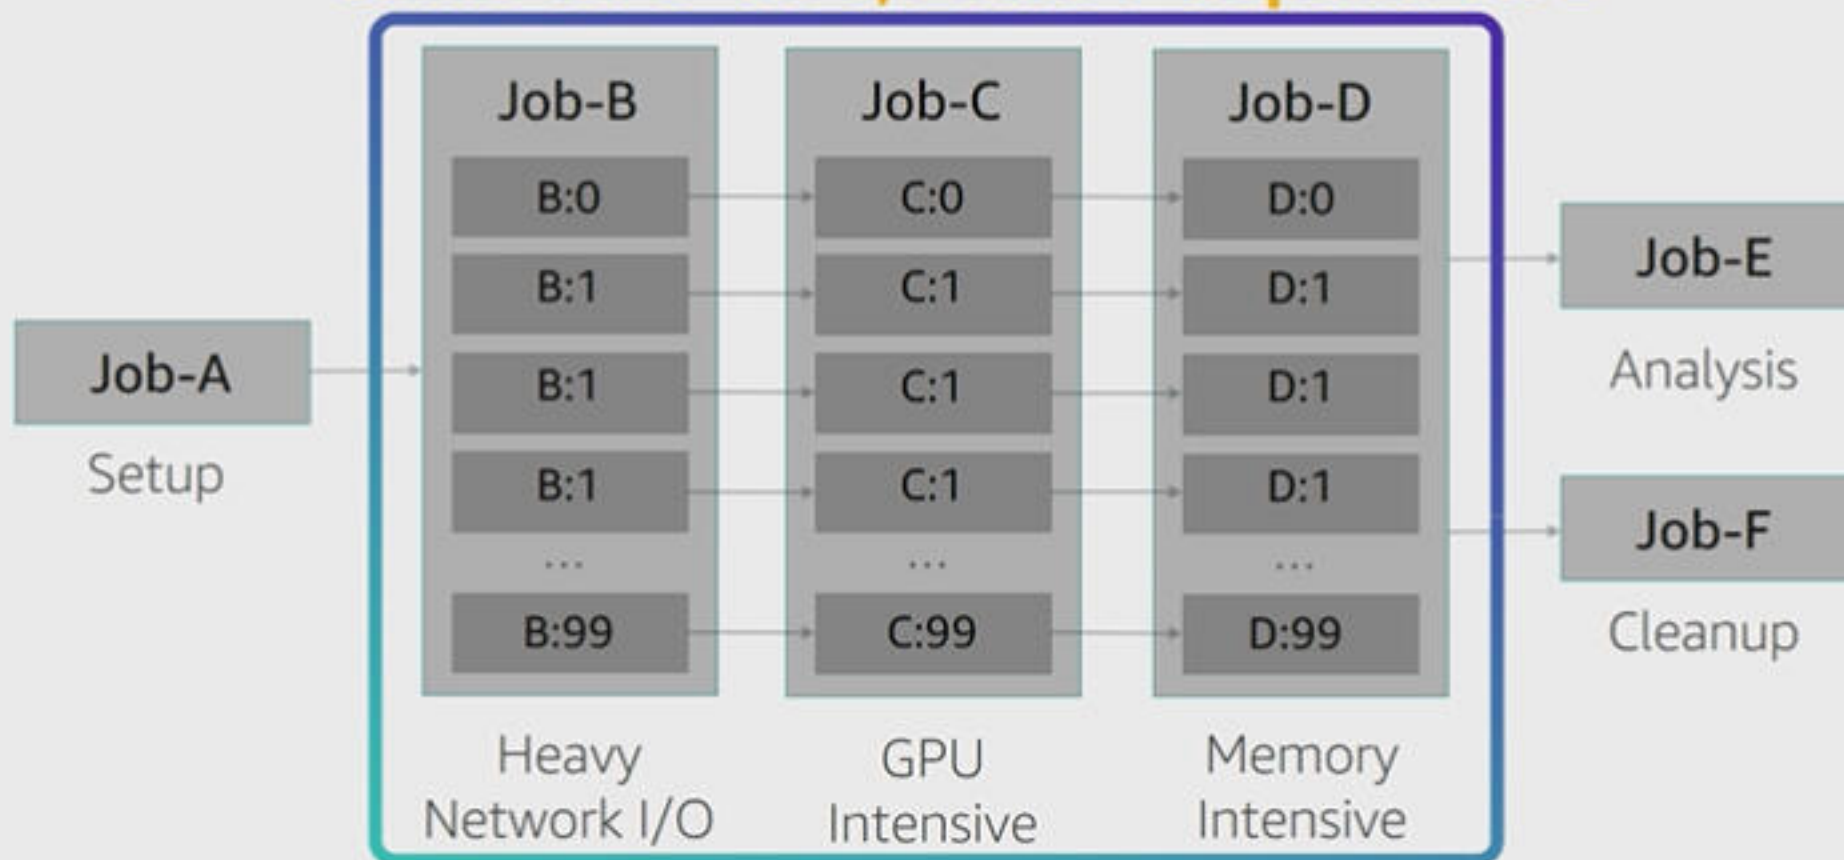 Job-A
Setup
Job-B
B:0
B:1
B:1
B:1
...
B:99
Heavy
Network I/O
Job-C
C:0
C:1
C:1
C:1
...
C:99
GPU
Intensive
Job-D
D:0
D:1
D:1
D:1
...
D:99
Memory
Intensive
Job-E
Analysis
Job-F
Cleanup